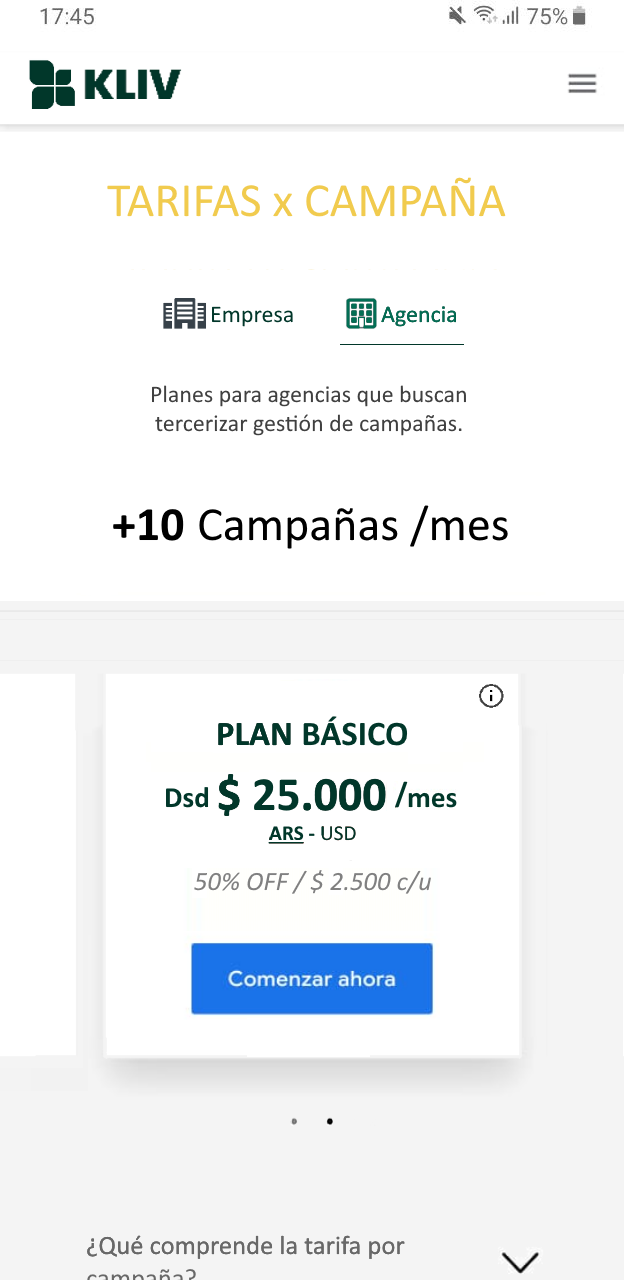 17:45 75%
KLIV
TARIFAS x CAMPAÑA
Empresa Agencia
Planes para agencias que buscan
tercerizar gestión de campañas.
+10 Campañas /mes
PLAN BÁSICO
Dsd $ 25.000 /mes
ARS - USD
50% OFF / $ 2.500 c/u
Comenzar ahora
¿Qué comprende la tarifa por
campaña?